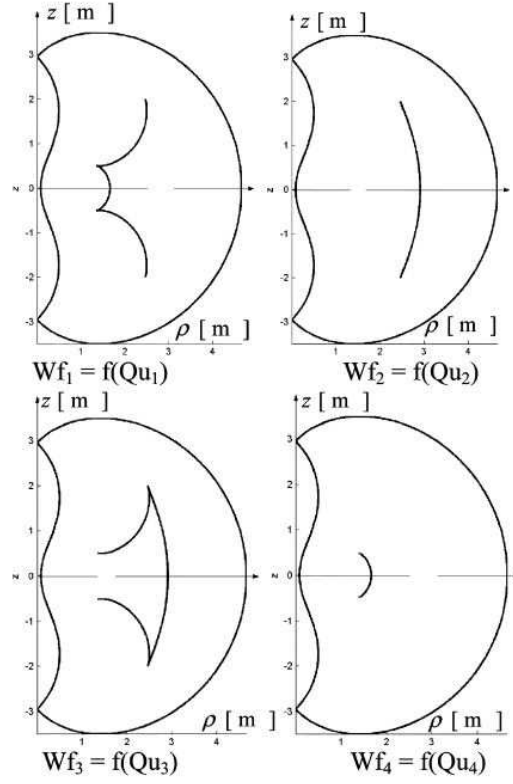 z [ m ]
3
2
1
z 0
-1
-2
-3
ρ [ m ]
1 2 3 4
Wf1 = f(Qu1)
z [ m ]
3
2
1
z 0
-1
-2
-3
ρ [ m ]
1 2 3 4
Wf2 = f(Qu2)
z [ m ]
3
2
1
z 0
-1
-2
-3
ρ [ m ]
1 2 3 4
Wf3 = f(Qu3)
z [ m ]
3
2
1
z 0
-1
-2
-3
ρ [ m ]
1 2 3 4
Wf4 = f(Qu4)